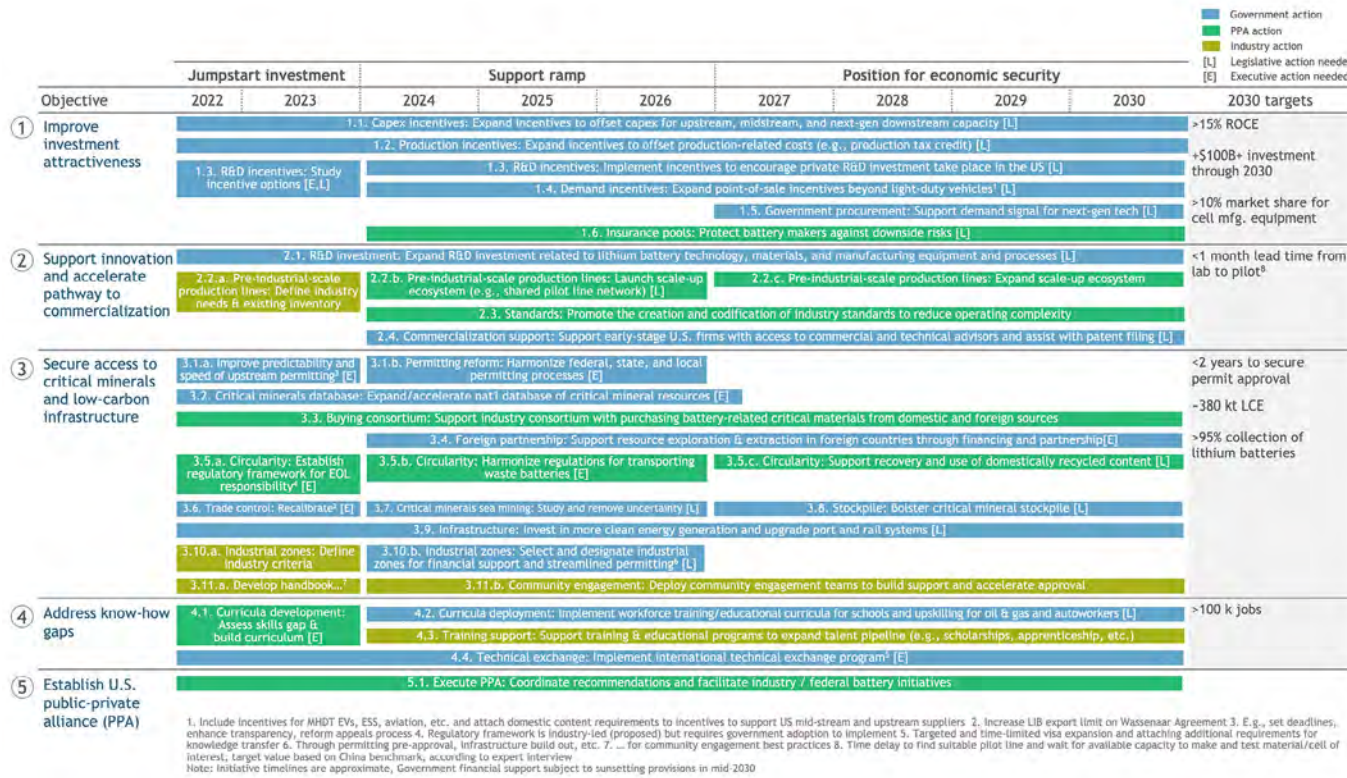 Government action
PPA action
Industry action
[L] Legislative action needed
[E] Executive action needed
Jumpstart investment
Support ramp
Position for economic security
Objective
2022
2023
2024
2025
2026
2027
2028
2029
2030
2030 targets
1
Improve
investment
attractiveness
1.1. Capex incentives: Expand incentives to offset capex for upstream, midstream, and next-gen downstream capacity [L]
1.2. Production incentives: Expand incentives to offset production-related costs (e.g., production tax credit) [L]
1.3. R&D incentives: Study
incentive options [E,L]
1.3. R&D incentives: Implement incentives to encourage private R&D investment take place in the US [L]
1.4. Demand incentives: Expand point-of-sale incentives beyond light-duty vehicles¹ [L]
1.5. Government procurement: Support demand signal for next-gen tech [L]
1.6. Insurance pools: Protect battery makers against downside risks [L]
>15% ROCE
+$100B+ investment
through 2030
>10% market share for
cell mfg. equipment
2
Support innovation
and accelerate
pathway to
commercialization
2.1. R&D investment: Expand R&D investment related to lithium battery technology, materials, and manufacturing equipment and processes [L]
2.2.a. Pre-industrial-scale
production lines: Define industry
needs & existing inventory
2.2.b. Pre-industrial-scale production lines: Launch scale-up
ecosystem (e.g., shared pilot line network) [L]
2.2.c. Pre-industrial-scale production lines: Expand scale-up ecosystem
2.3. Standards: Promote the creation and codification of industry standards to reduce operating complexity
2.4. Commercialization support: Support early-stage U.S. firms with access to commercial and technical advisors and assist with patent filing [L]
<1 month lead time from
lab to pilot⁸
3
Secure access to
critical minerals
and low-carbon
infrastructure
3.1.a. Improve predictability and
speed of upstream permitting³ [E]
3.1.b. Permitting reform: Harmonize federal, state, and local
permitting processes [E]
3.2. Critical minerals database: Expand/accelerate nat'l database of critical mineral resources [E]
3.3. Buying consortium: Support industry consortium with purchasing battery-related critical materials from domestic and foreign sources
3.4. Foreign partnership: Support resource exploration & extraction in foreign countries through financing and partnership[E]
3.5.a. Circularity: Establish
regulatory framework for EOL
responsibility⁴ [E]
3.5.b. Circularity: Harmonize regulations for transporting
waste batteries [E]
3.5.c. Circularity: Support recovery and use of domestically recycled content [L]
3.6. Trade control: Recalibrate² [E]
3.7. Critical minerals sea mining: Study and remove uncertainty [L]
3.8. Stockpile: Bolster critical mineral stockpile [L]
3.9. Infrastructure: Invest in more clean energy generation and upgrade port and rail systems [L]
3.10.a. Industrial zones: Define
industry criteria
3.10.b. Industrial zones: Select and designate industrial
zones for financial support and streamlined permitting⁶ [L]
3.11.a. Develop handbook...⁷
3.11.b. Community engagement: Deploy community engagement teams to build support and accelerate approval
<2 years to secure
permit approval
~380 kt LCE
>95% collection of
lithium batteries
4
Address know-how
gaps
4.1. Curricula development:
Assess skills gap &
build curriculum [E]
4.2. Curricula deployment: Implement workforce training/educational curricula for schools and upskilling for oil & gas and autoworkers [L]
4.3. Training support: Support training & educational programs to expand talent pipeline (e.g., scholarships, apprenticeship, etc.)
4.4. Technical exchange: Implement international technical exchange program⁵ [E]
>100 k jobs
5
Establish U.S.
public-private
alliance (PPA)
5.1. Execute PPA: Coordinate recommendations and facilitate industry / federal battery initiatives
1. Include incentives for MHDT EVs, ESS, aviation, etc. and attach domestic content requirements to incentives to support US mid-stream and upstream suppliers 2. Increase LIB export limit on Wassenaar Agreement 3. E.g., set deadlines,
enhance transparency, reform appeals process 4. Regulatory framework is industry-led (proposed) but requires government adoption to implement 5. Targeted and time-limited visa expansion and attaching additional requirements for
knowledge transfer 6. Through permitting pre-approval, infrastructure build out, etc. 7. ... for community engagement best practices 8. Time delay to find suitable pilot line and wait for available capacity to make and test material/cell of
interest, target value based on China benchmark, according to expert interview
Note: Initiative timelines are approximate, Government financial support subject to sunsetting provisions in mid-2030